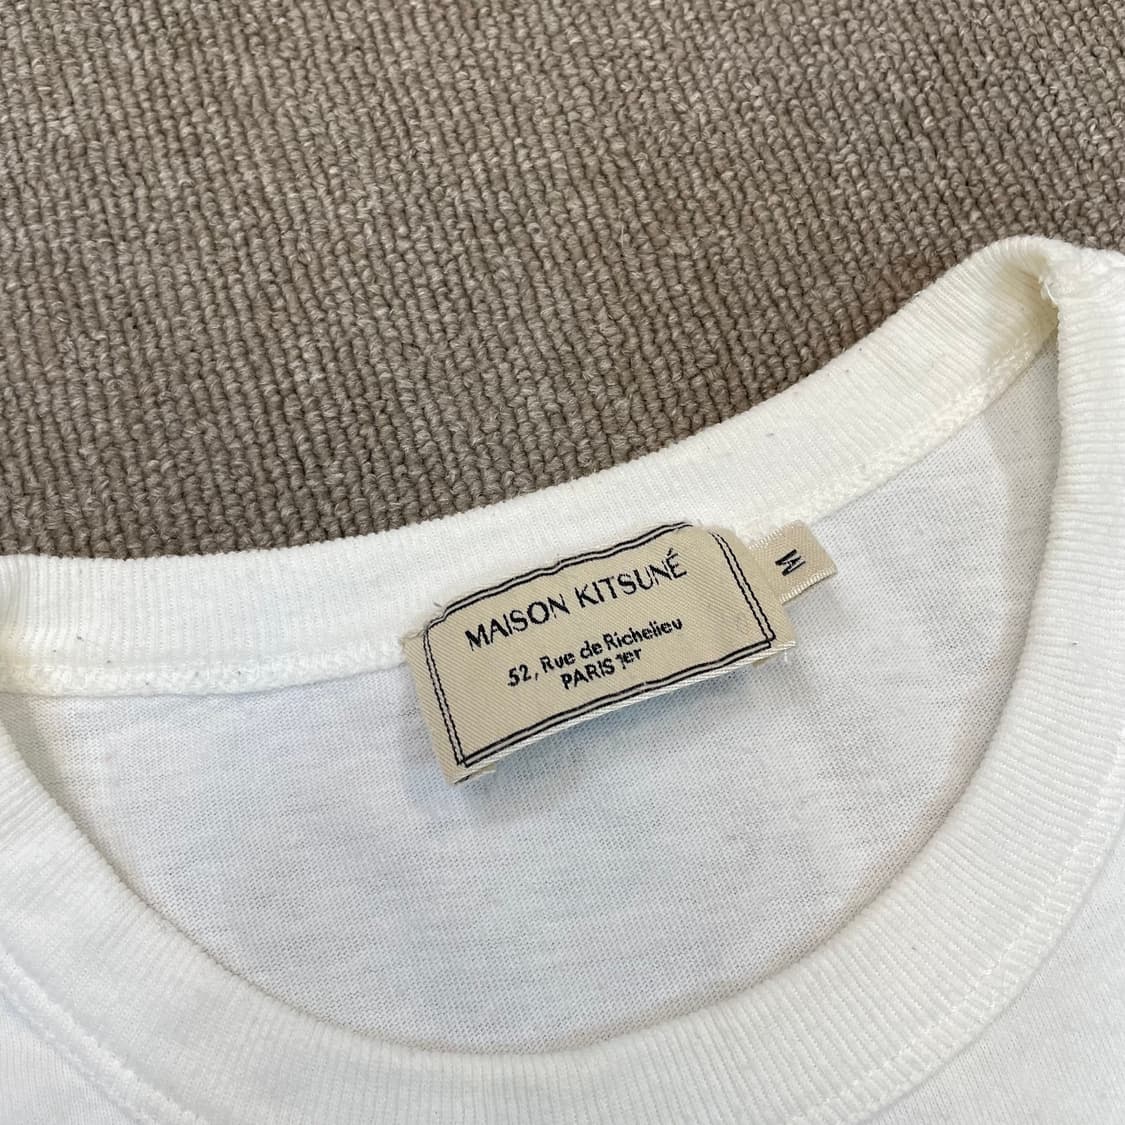 MAISON KITSUNÉ
52, Rue de Richelieu
PARIS 1er
M